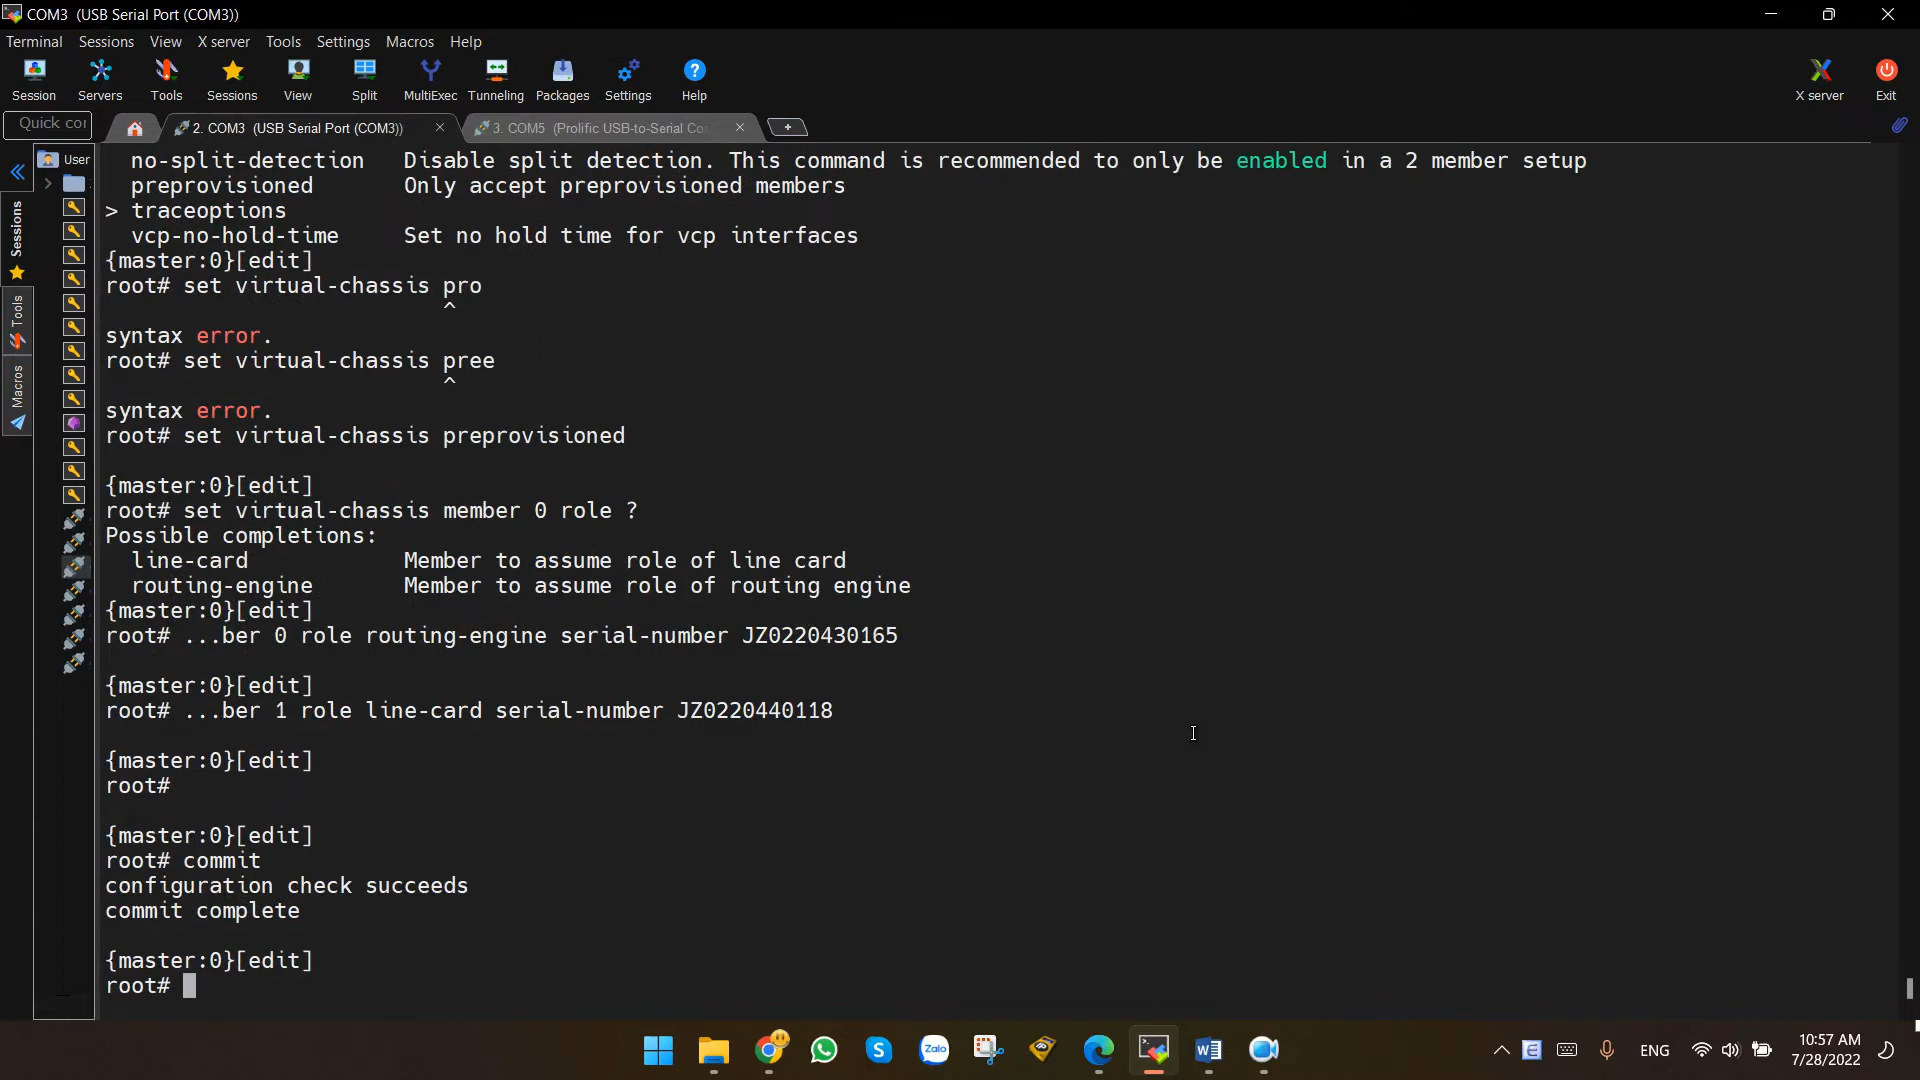 COM3 (USB Serial Port (COM3))
Terminal Sessions View X server Tools Settings Macros Help
Session Servers Tools Sessions View Split MultiExec Tunneling Packages Settings Help X server Exit
Quick con
2. COM3 (USB Serial Port (COM3))
3. COM5 (Prolific USB-to-Serial Co
User
Sessions
Tools
Macros
no-split-detection Disable split detection. This command is recommended to only be enabled in a 2 member setup
preprovisioned Only accept preprovisioned members
> traceoptions
vcp-no-hold-time Set no hold time for vcp interfaces
{master:0}[edit]
root# set virtual-chassis pro
^
syntax error.
root# set virtual-chassis pree
^
syntax error.
root# set virtual-chassis preprovisioned
{master:0}[edit]
root# set virtual-chassis member 0 role ?
Possible completions:
line-card Member to assume role of line card
routing-engine Member to assume role of routing engine
{master:0}[edit]
root# ...ber 0 role routing-engine serial-number JZ0220430165
{master:0}[edit]
root# ...ber 1 role line-card serial-number JZ0220440118
{master:0}[edit]
root#
{master:0}[edit]
root# commit
configuration check succeeds
commit complete
{master:0}[edit]
root#
Zalo
ENG
10:57 AM
7/28/2022